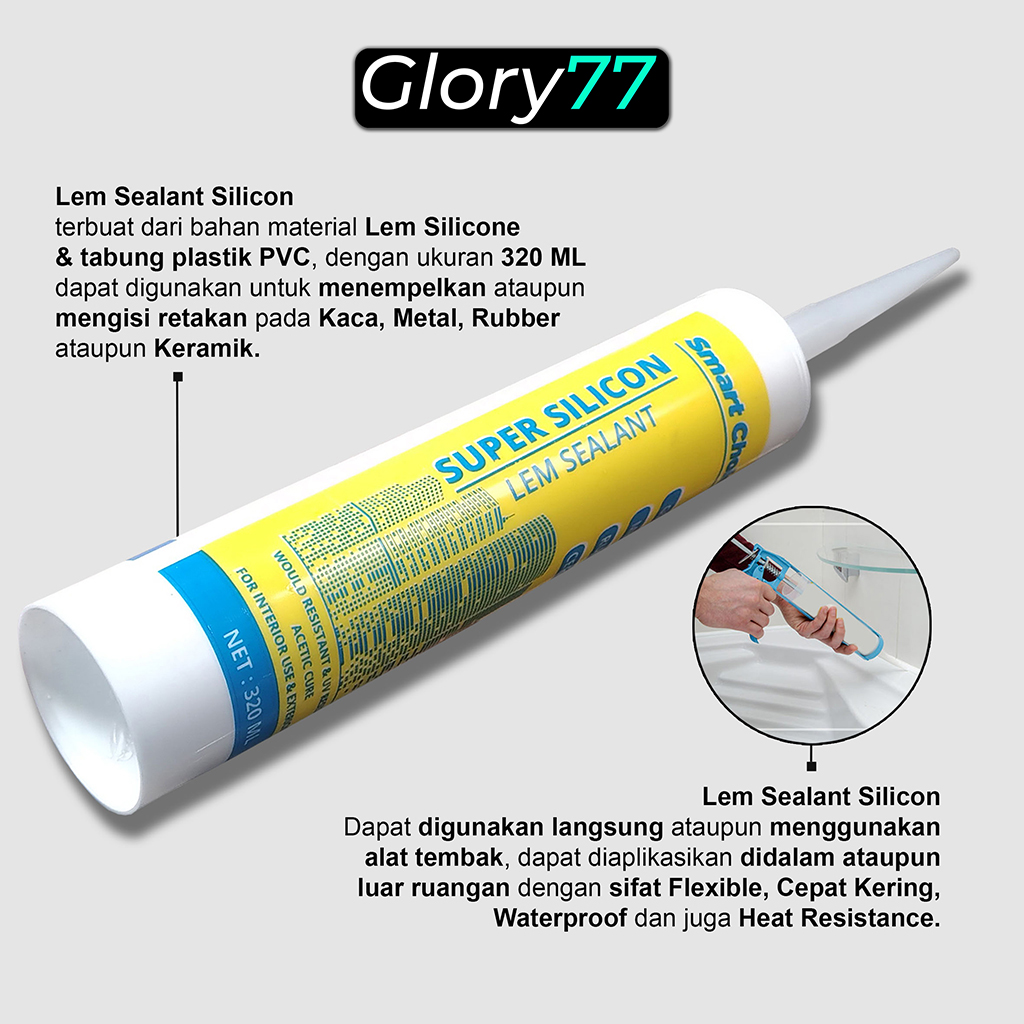 Glory77
Lem Sealant Silicon
terbuat dari bahan material Lem Silicone
& tabung plastik PVC, dengan ukuran 320 ML
dapat digunakan untuk menempelkan ataupun
mengisi retakan pada Kaca, Metal, Rubber
ataupun Keramik.
Smart
SUPER SILICON
LEM SEALANT
WOULD RESISTANT & UV
ACETIC CURE
FOR INTERIOR USE &
NET : 320 ML
Lem Sealant Silicon
Dapat digunakan langsung ataupun menggunakan
alat tembak, dapat diaplikasikan didalam ataupun
luar ruangan dengan sifat Flexible, Cepat Kering,
Waterproof dan juga Heat Resistance.